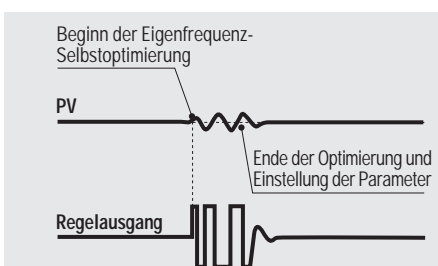 Beginn der Eigenfrequenz-
Selbstoptimierung
PV
Ende der Optimierung und
Einstellung der Parameter
Regelausgang